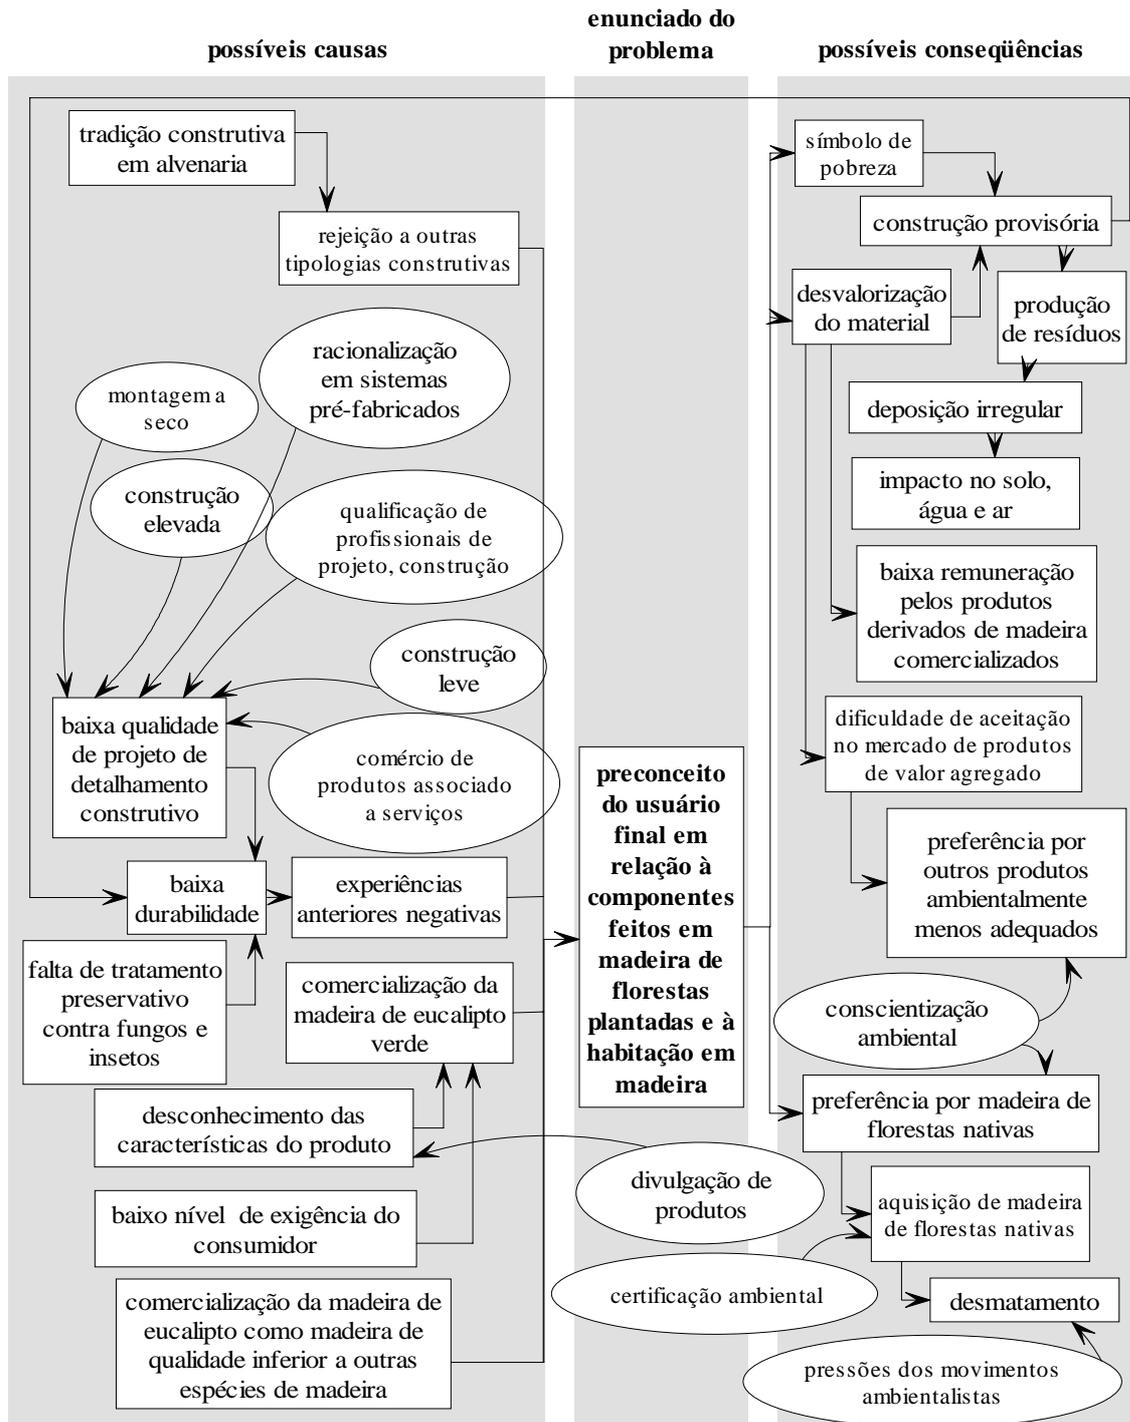 possíveis causas
enunciado do
problema
possíveis conseqüências
tradição construtiva
em alvenaria
rejeição a outras
tipologias construtivas
racionalização
em sistemas
pré-fabricados
montagem a
seco
construção
elevada
qualificação de
profissionais de
projeto, construção
construção
leve
baixa qualidade
de projeto de
detalhamento
construtivo
comércio de
produtos associado
a serviços
baixa
durabilidade
experiências
anteriores negativas
falta de tratamento
preservativo
contra fungos e
insetos
comercialização da
madeira de eucalipto
verde
desconhecimento das
características do produto
baixo nível de exigência do
consumidor
comercialização da madeira de
eucalipto como madeira de
qualidade inferior a outras
espécies de madeira
preconceito
do usuário
final em
relação à
componentes
feitos em
madeira de
florestas
plantadas e à
habitação em
madeira
divulgação de
produtos
certificação ambiental
símbolo de
pobreza
construção provisória
desvalorização
do material
produção
de resíduos
deposição irregular
impacto no solo,
água e ar
baixa remuneração
pelos produtos
derivados de madeira
comercializados
dificuldade de aceitação
no mercado de produtos
de valor agregado
preferência por
outros produtos
ambientalmente
menos adequados
conscientização
ambiental
preferência por madeira de
florestas nativas
aquisição de madeira
de florestas nativas
desmatamento
pressões dos movimentos
ambientalistas